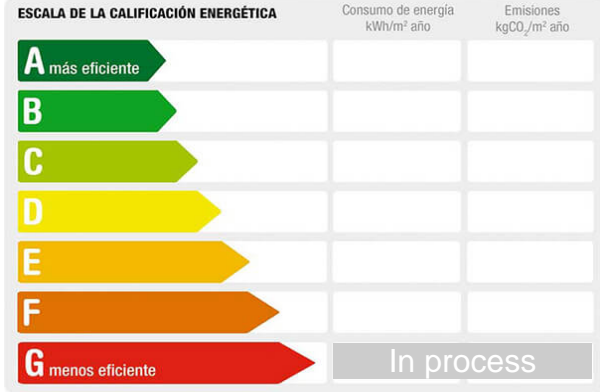 ESCALA DE LA CALIFICACIÓN ENERGÉTICA
Consumo de energía
kWh/m² año
Emisiones
kgCO₂/m² año
A más eficiente
B
C
D
E
F
G menos eficiente
In process